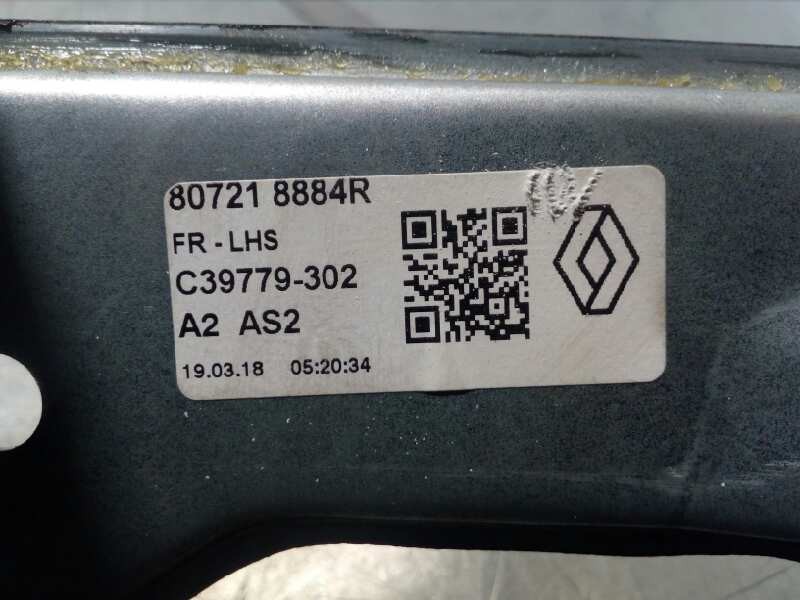 80721 8884R
FR - LHS
C39779-302
A2 AS2
19.03.18 05:20:34